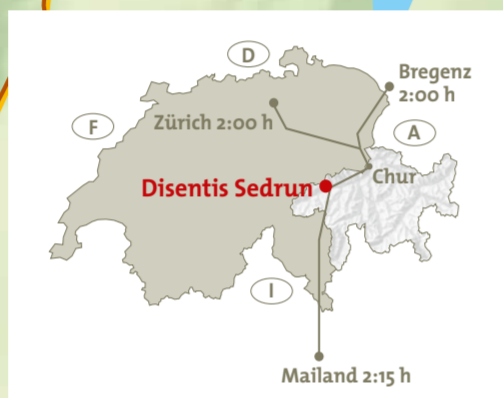 D
Bregenz
2:00 h
Zürich 2:00 h
F
A
Chur
Disentis Sedrun
I
Mailand 2:15 h